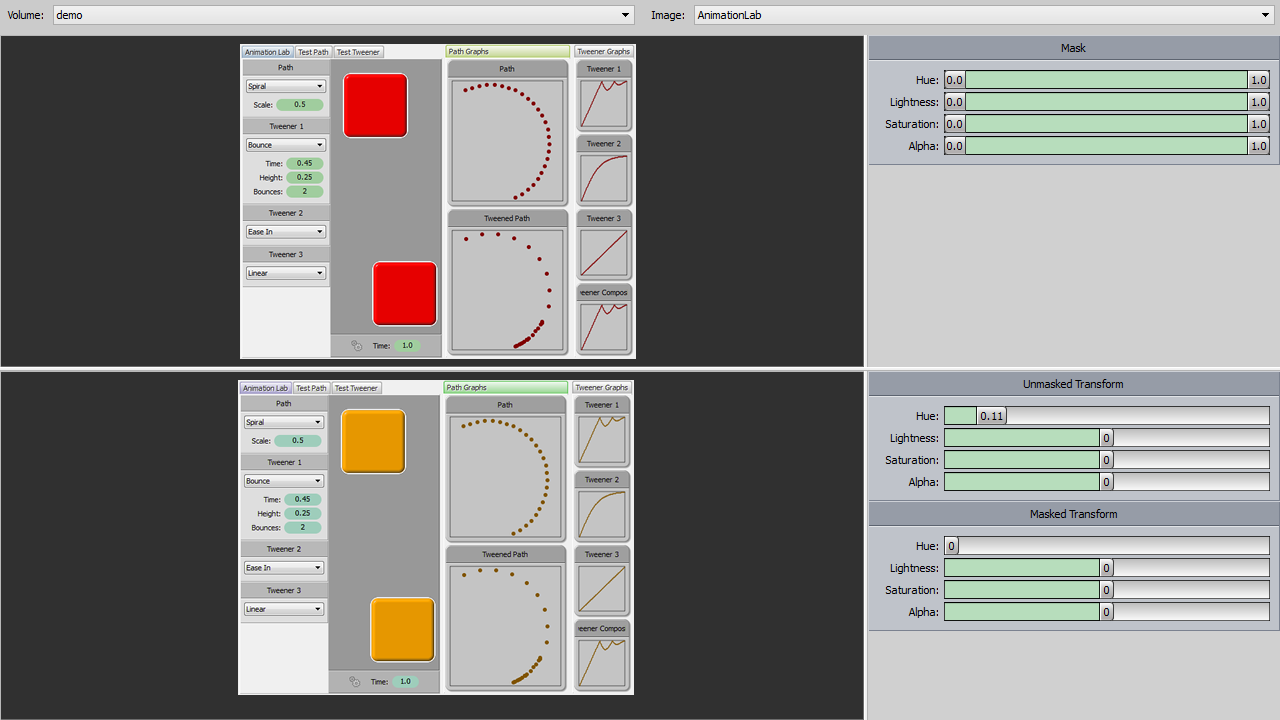 Volume: demo Image: AnimationLab
Animation Lab Test Path Test Tweener Path Graphs Tweener Graphs
Path
Spiral
Scale: 0.5
Tweener 1
Bounce
Time: 0.45
Height: 0.25
Bounces: 2
Tweener 2
Ease In
Tweener 3
Linear
Time: 1.0
Path
Tweened Path
Tweener 1
Tweener 2
Tweener 3
weener Compos
Mask
Hue: 0.0 1.0
Lightness: 0.0 1.0
Saturation: 0.0 1.0
Alpha: 0.0 1.0
Animation Lab Test Path Test Tweener Path Graphs Tweener Graphs
Path
Spiral
Scale: 0.5
Tweener 1
Bounce
Time: 0.45
Height: 0.25
Bounces: 2
Tweener 2
Ease In
Tweener 3
Linear
Time: 1.0
Path
Tweened Path
Tweener 1
Tweener 2
Tweener 3
weener Compos
Unmasked Transform
Hue: 0.11
Lightness: 0
Saturation: 0
Alpha: 0
Masked Transform
Hue: 0
Lightness: 0
Saturation: 0
Alpha: 0